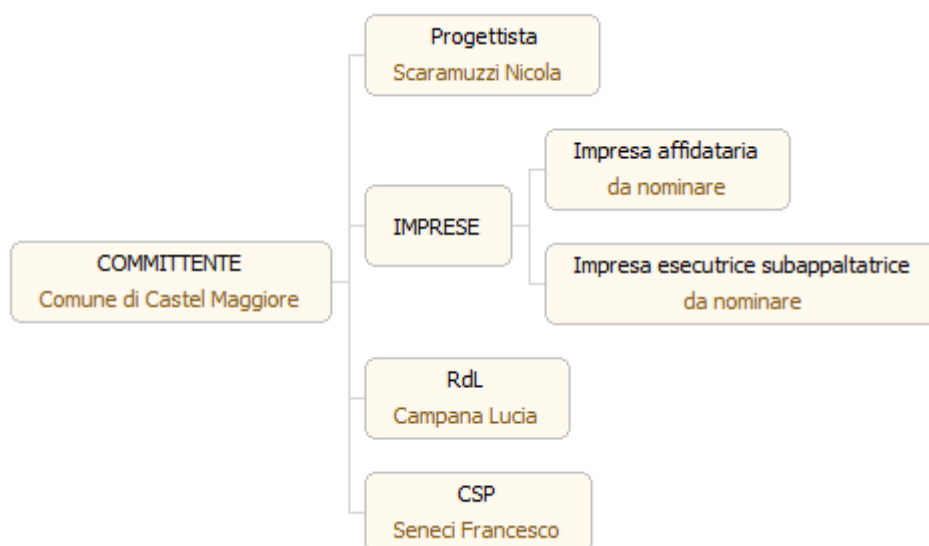 Progettista
Scaramuzzi Nicola
Impresa affidataria
da nominare
IMPRESE
COMMITTENTE
Comune di Castel Maggiore
Impresa esecutrice subappaltatrice
da nominare
RdL
Campana Lucia
CSP
Seneci Francesco